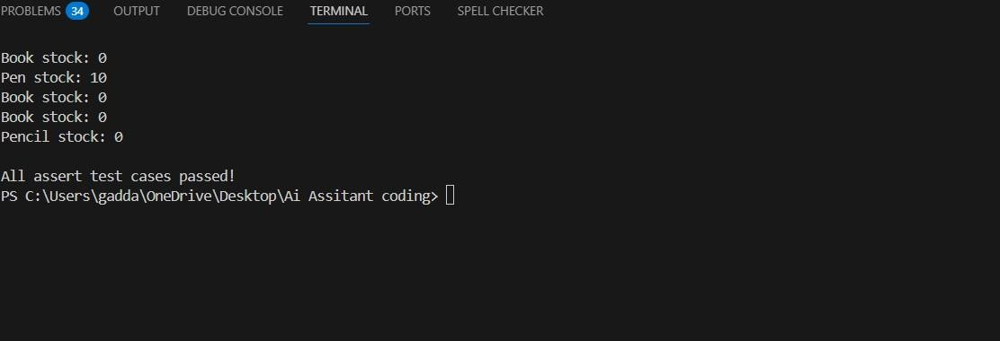 PROBLEMS 34 OUTPUT DEBUG CONSOLE TERMINAL PORTS SPELL CHECKER
Book stock: 0
Pen stock: 10
Book stock: 0
Book stock: 0
Pencil stock: 0
All assert test cases passed!
PS C:\Users\gadda\OneDrive\Desktop\Ai Assitant coding>